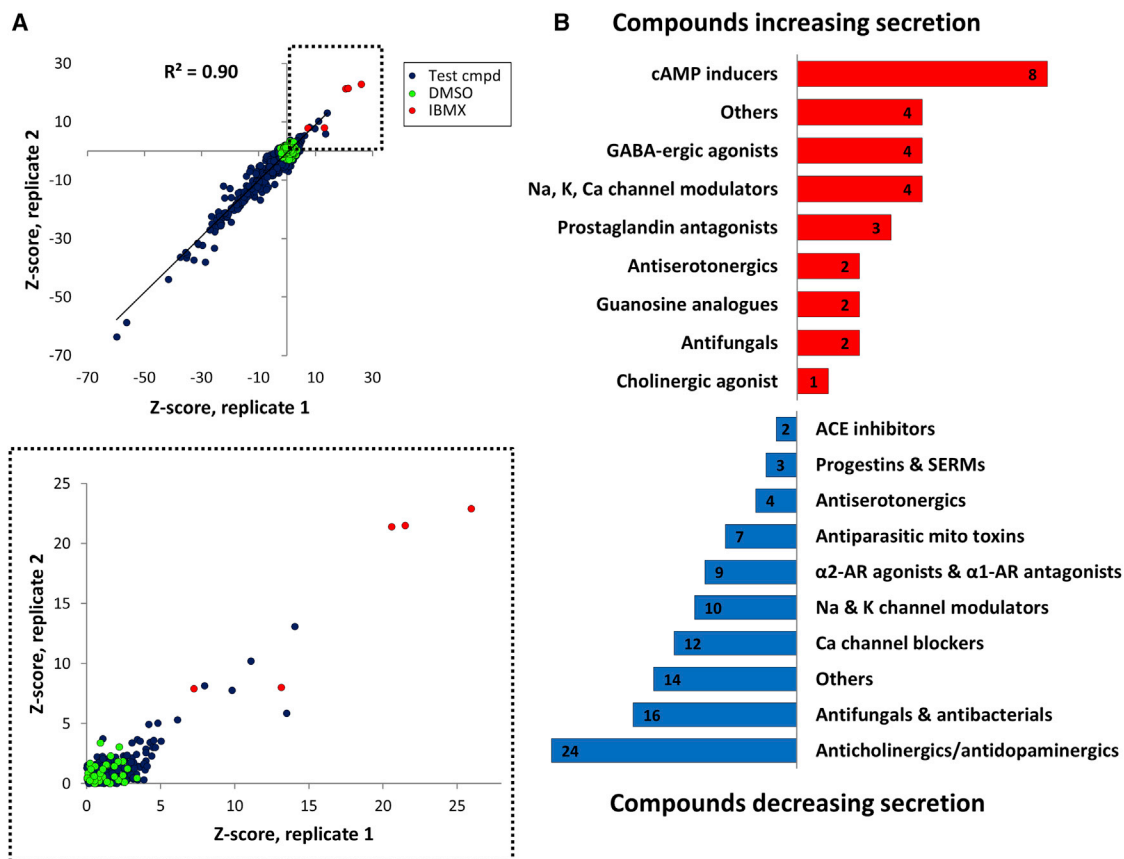 A
R² = 0.90
Test cmpd
DMSO
IBMX
30
10
-10
-30
-50
-70
-70
-50
-30
-10
10
30
Z-score, replicate 2
Z-score, replicate 1
25
20
15
10
5
0
0
5
10
15
20
25
Z-score, replicate 2
Z-score, replicate 1
B
Compounds increasing secretion
cAMP inducers 8
Others 4
GABA-ergic agonists 4
Na, K, Ca channel modulators 4
Prostaglandin antagonists 3
Antiserotonergics 2
Guanosine analogues 2
Antifungals 2
Cholinergic agonist 1
2 ACE inhibitors
3 Progestins & SERMs
4 Antiserotonergics
7 Antiparasitic mito toxins
9 α2-AR agonists & α1-AR antagonists
10 Na & K channel modulators
12 Ca channel blockers
14 Others
16 Antifungals & antibacterials
24 Anticholinergics/antidopaminergics
Compounds decreasing secretion